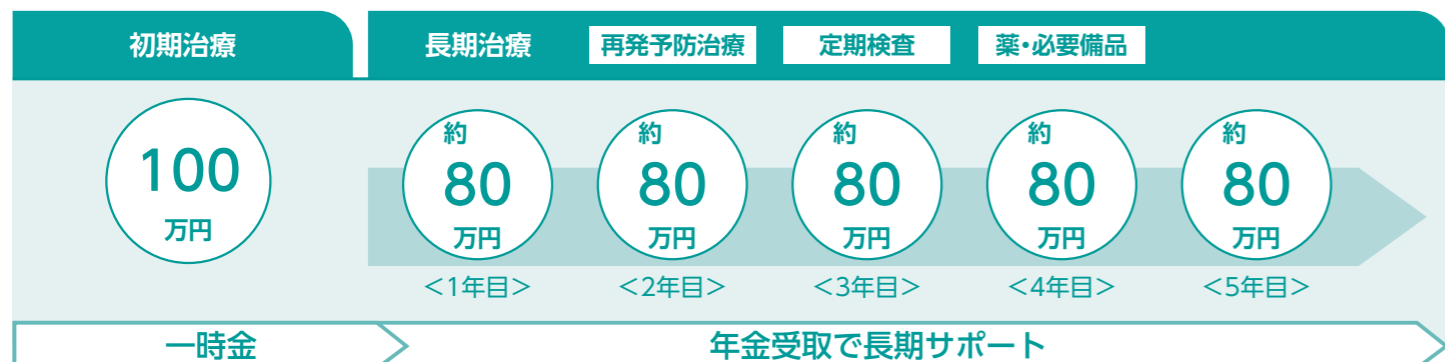 初期治療
長期治療 再発予防治療 定期検査 薬・必要備品
100
万円
約
80
万円
<1年目>
約
80
万円
<2年目>
約
80
万円
<3年目>
約
80
万円
<4年目>
約
80
万円
<5年目>
一時金
年金受取で長期サポート